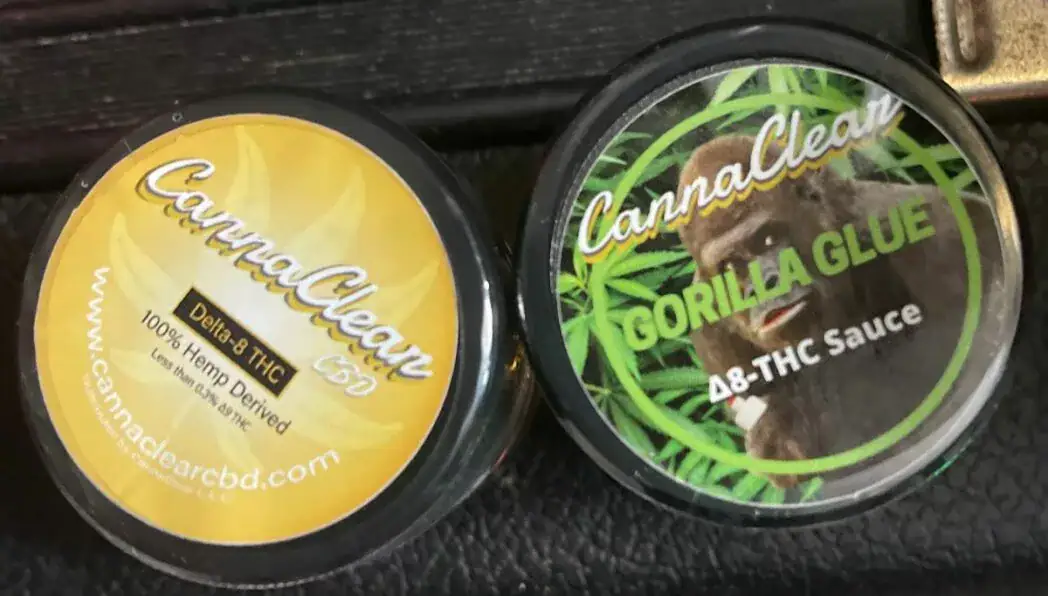 CannaClear
CBD
Delta-8 THC
100% Hemp Derived
Less than 0.3% Δ9 THC
www.cannaclearcbd.com
CannaClear
GORILLA GLUE
Δ8-THC Sauce